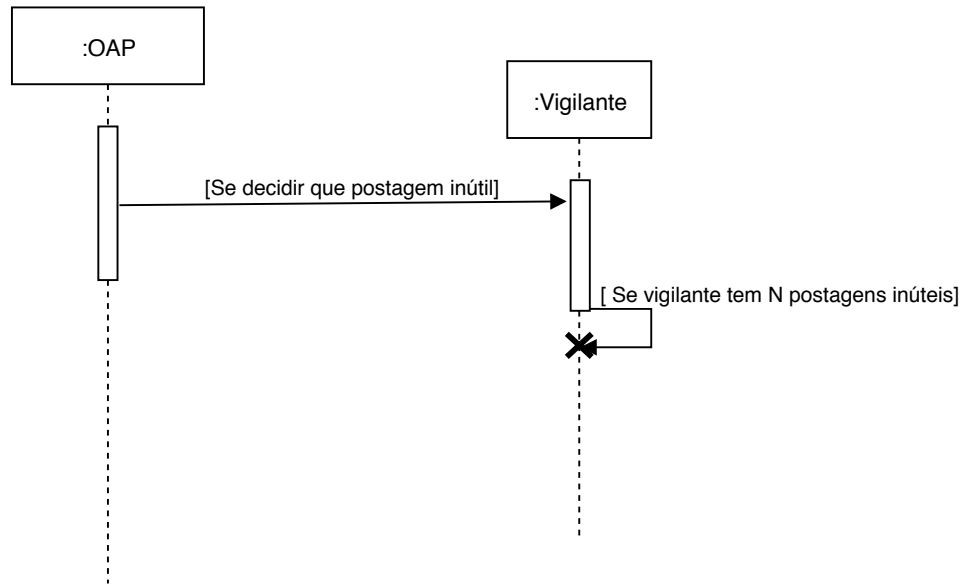 :OAP
:Vigilante
[Se decidir que postagem inútil]
[ Se vigilante tem N postagens inúteis]